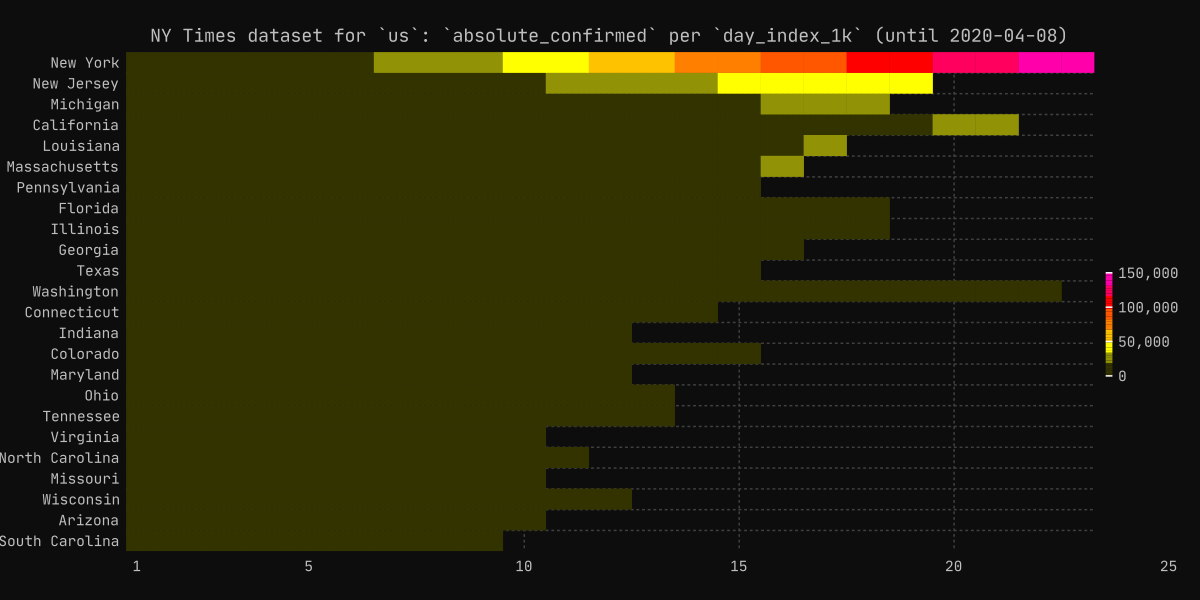 NY Times dataset for `us`: `absolute_confirmed` per `day_index_1k` (until 2020-04-08)
New York
New Jersey
Michigan
California
Louisiana
Massachusetts
Pennsylvania
Florida
Illinois
Georgia
Texas
Washington
Connecticut
Indiana
Colorado
Maryland
Ohio
Tennessee
Virginia
North Carolina
Missouri
Wisconsin
Arizona
South Carolina
150,000
100,000
50,000
0
1 5 10 15 20 25